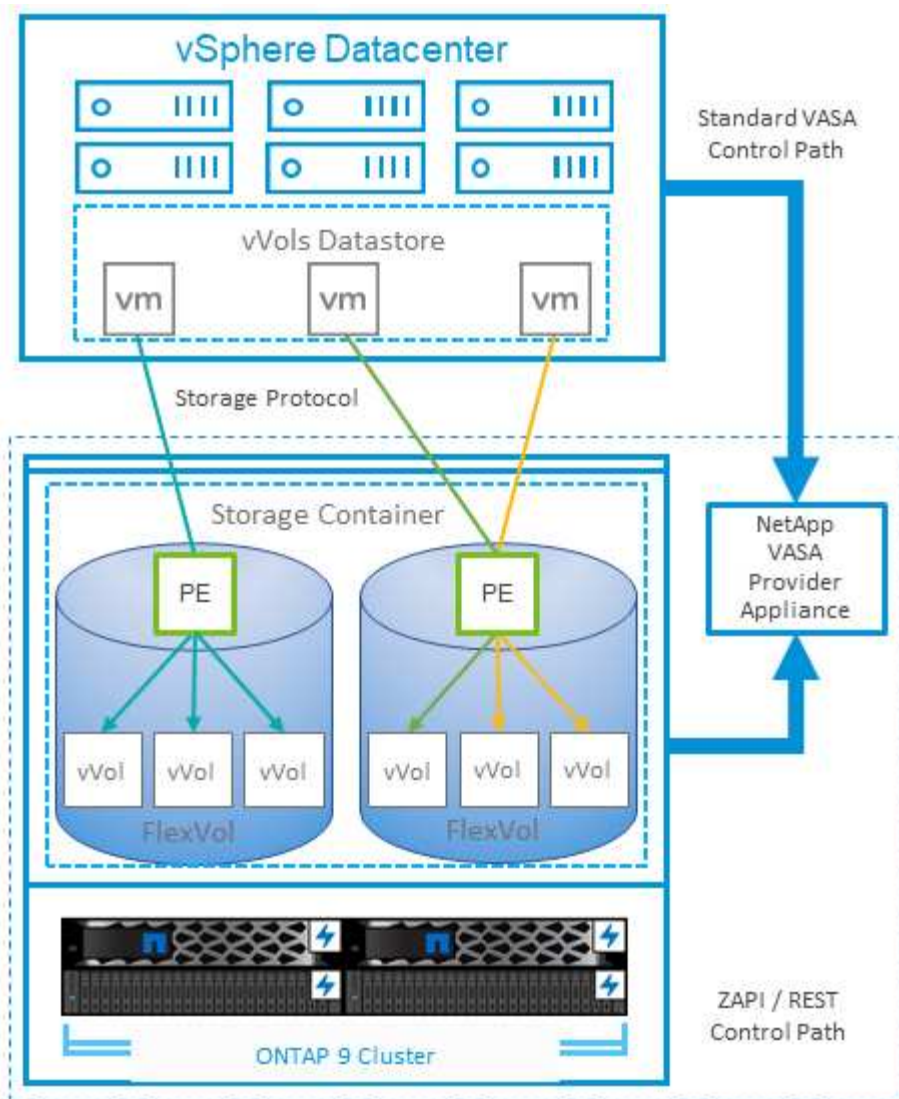 vSphere Datacenter
Standard VASA
Control Path
vVols Datastore
vm
vm
vm
Storage Protocol
Storage Container
NetApp
VASA
Provider
Appliance
PE
PE
vVol
vVol
vVol
vVol
vVol
vVol
FlexVol
FlexVol
ZAPI / REST
Control Path
ONTAP 9 Cluster